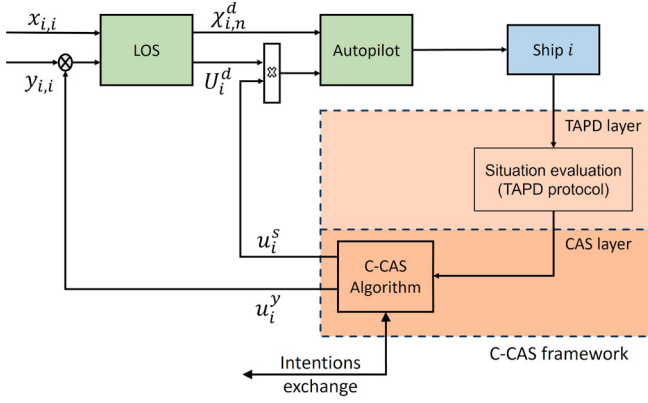 x_{i,i}
χ^d_{i,n}
LOS
Autopilot
Ship i
y_{i,i}
U^d_i
TAPD layer
Situation evaluation
(TAPD protocol)
u^s_i
CAS layer
C-CAS
Algorithm
u^y_i
C-CAS framework
Intentions
exchange